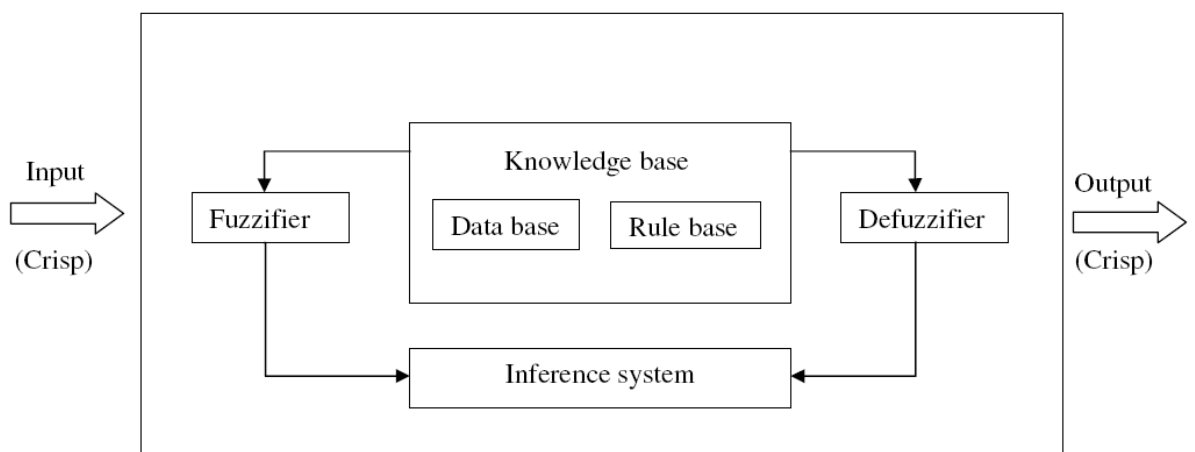 Input
(Crisp)
Knowledge base
Fuzzifier
Data base
Rule base
Defuzzifier
Inference system
Output
(Crisp)